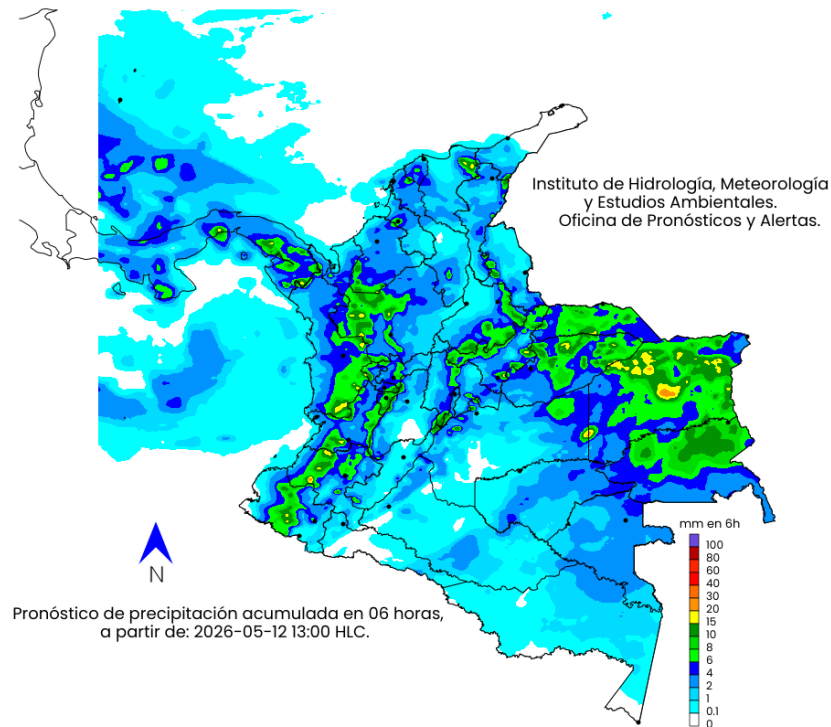 Instituto de Hidrología, Meteorología
y Estudios Ambientales.
Oficina de Pronósticos y Alertas.
mm en 6h
100
80
60
40
30
20
15
10
8
6
4
2
1
0.1
0
N
Pronóstico de precipitación acumulada en 06 horas,
a partir de: 2026-05-12 13:00 HLC.